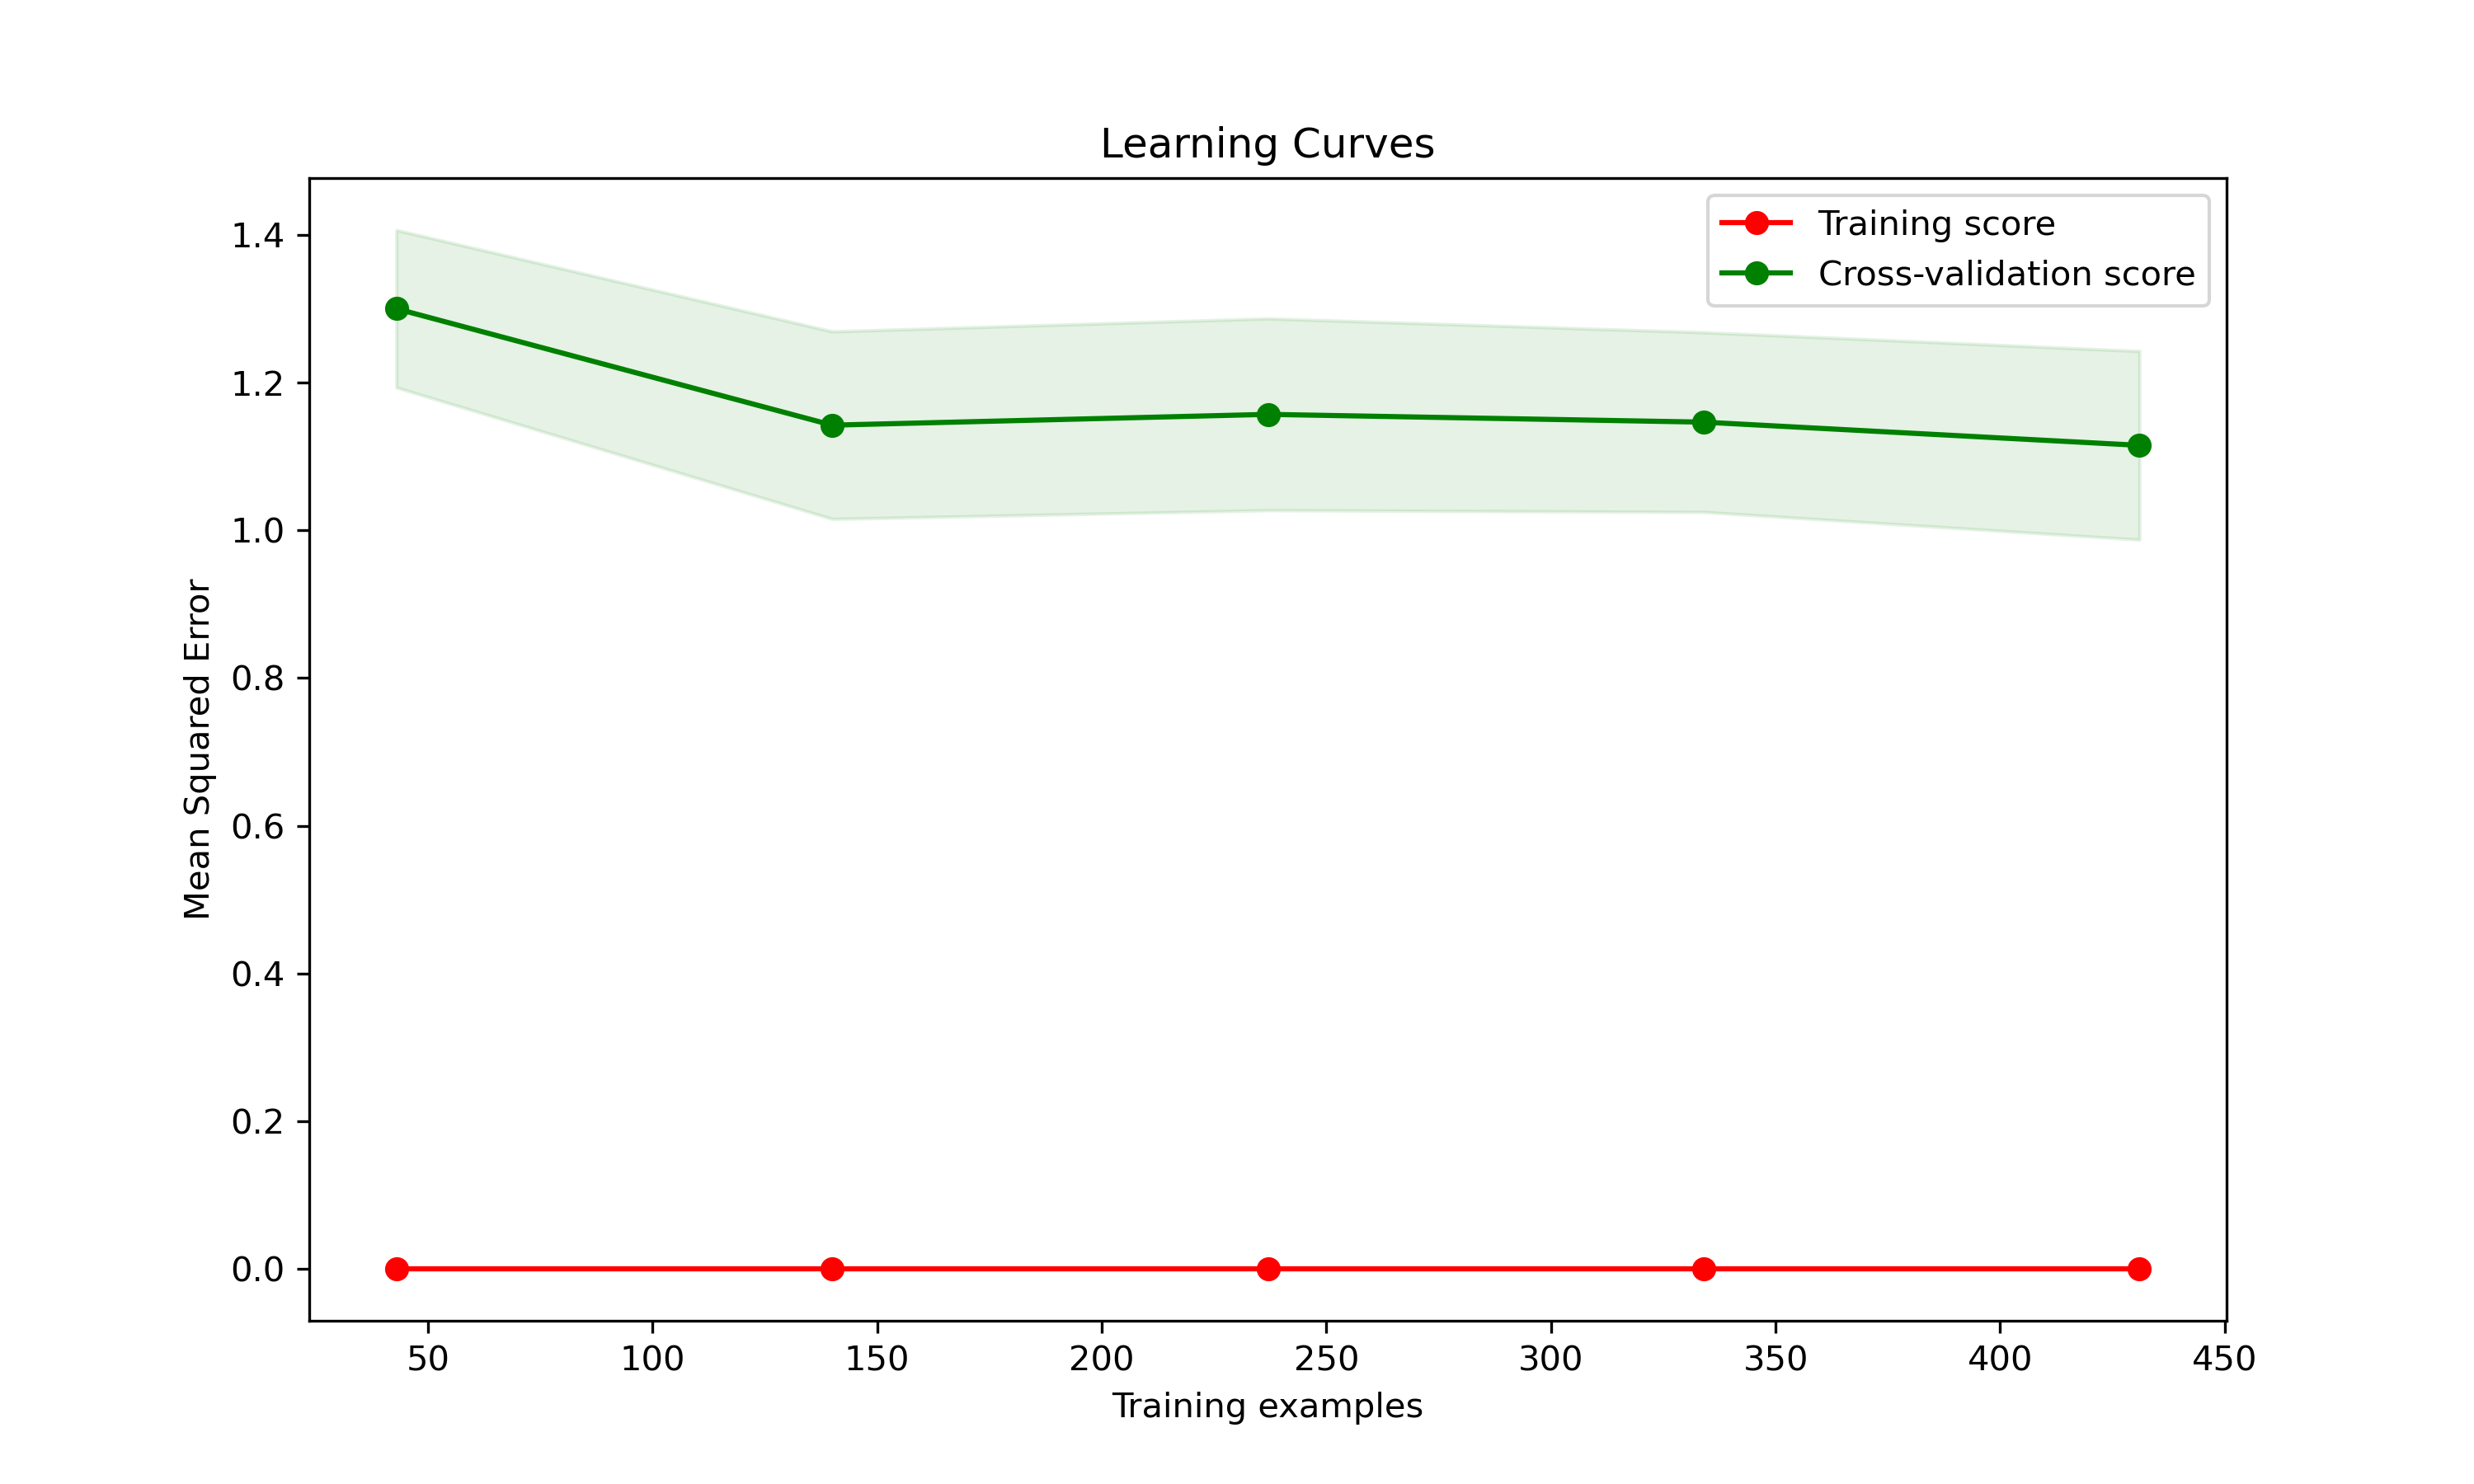 Learning Curves
Training score
Cross-validation score
1.4
1.2
1.0
0.8
0.6
0.4
0.2
0.0
Mean Squared Error
50 100 150 200 250 300 350 400 450
Training examples